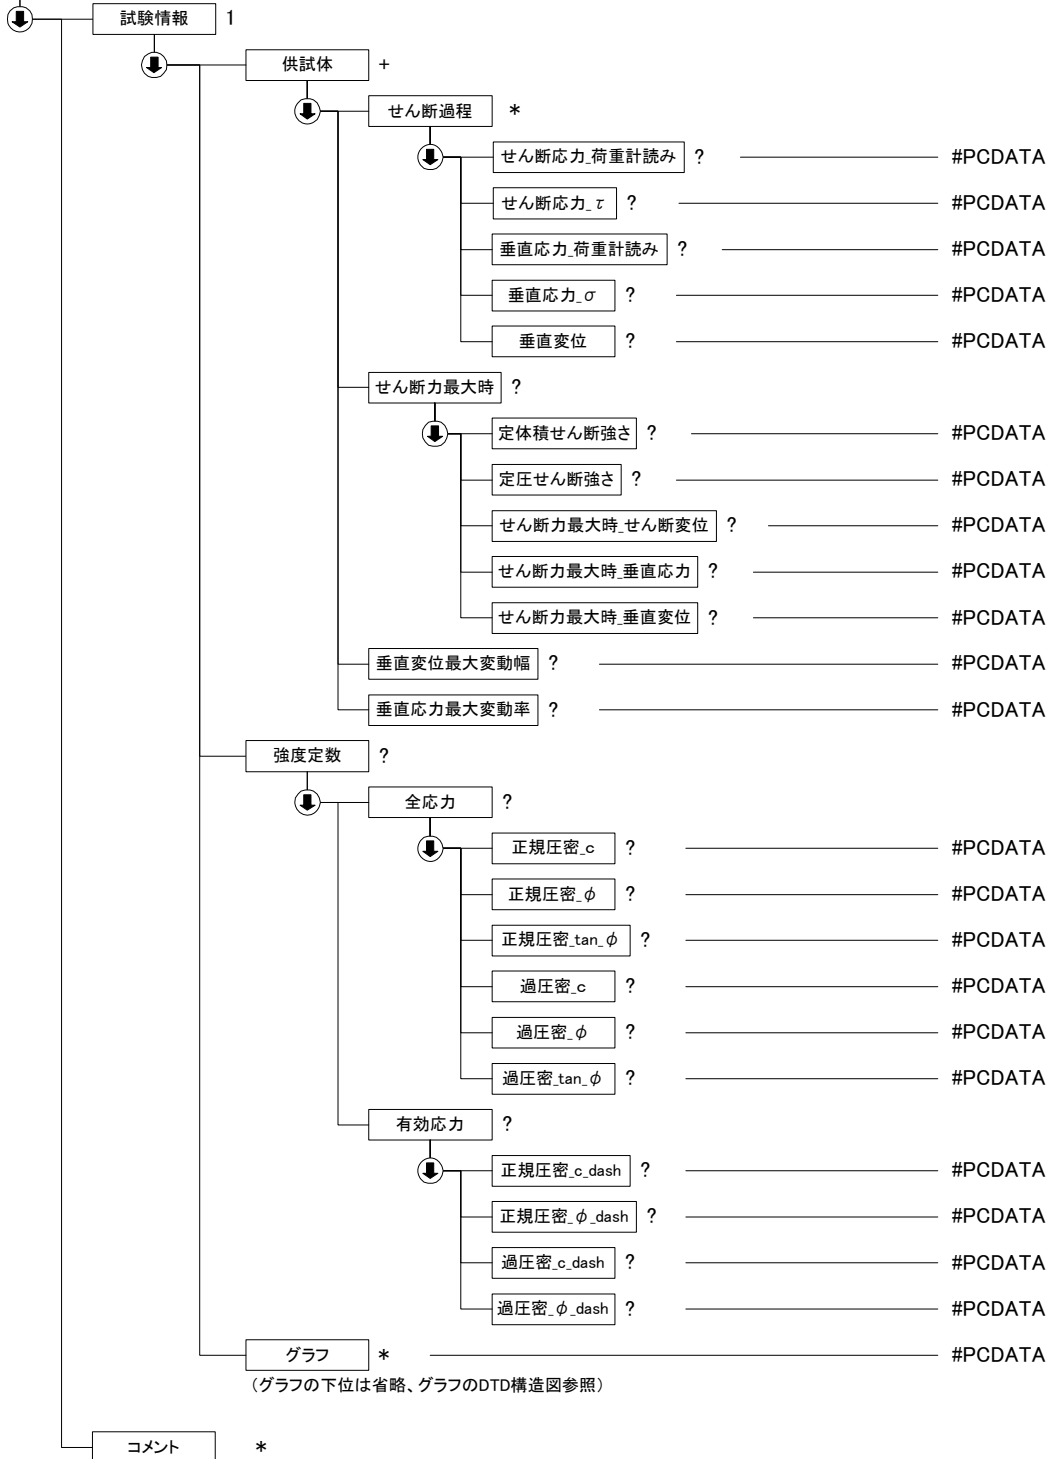 試験情報 1
供試体 +
せん断過程 *
せん断応力_荷重計読み ? #PCDATA
せん断応力_τ ? #PCDATA
垂直応力_荷重計読み ? #PCDATA
垂直応力_σ ? #PCDATA
垂直変位 ? #PCDATA
せん断力最大時 ?
定体積せん断強さ ? #PCDATA
定圧せん断強さ ? #PCDATA
せん断力最大時_せん断変位 ? #PCDATA
せん断力最大時_垂直応力 ? #PCDATA
せん断力最大時_垂直変位 ? #PCDATA
垂直変位最大変動幅 ? #PCDATA
垂直応力最大変動率 ? #PCDATA
強度定数 ?
全応力 ?
正規圧密_c ? #PCDATA
正規圧密_φ ? #PCDATA
正規圧密_tan_φ ? #PCDATA
過圧密_c ? #PCDATA
過圧密_φ ? #PCDATA
過圧密_tan_φ ? #PCDATA
有効応力 ?
正規圧密_c_dash ? #PCDATA
正規圧密_φ_dash ? #PCDATA
過圧密_c_dash ? #PCDATA
過圧密_φ_dash ? #PCDATA
グラフ * #PCDATA
(グラフの下位は省略、グラフのDTD構造図参照)
コメント *